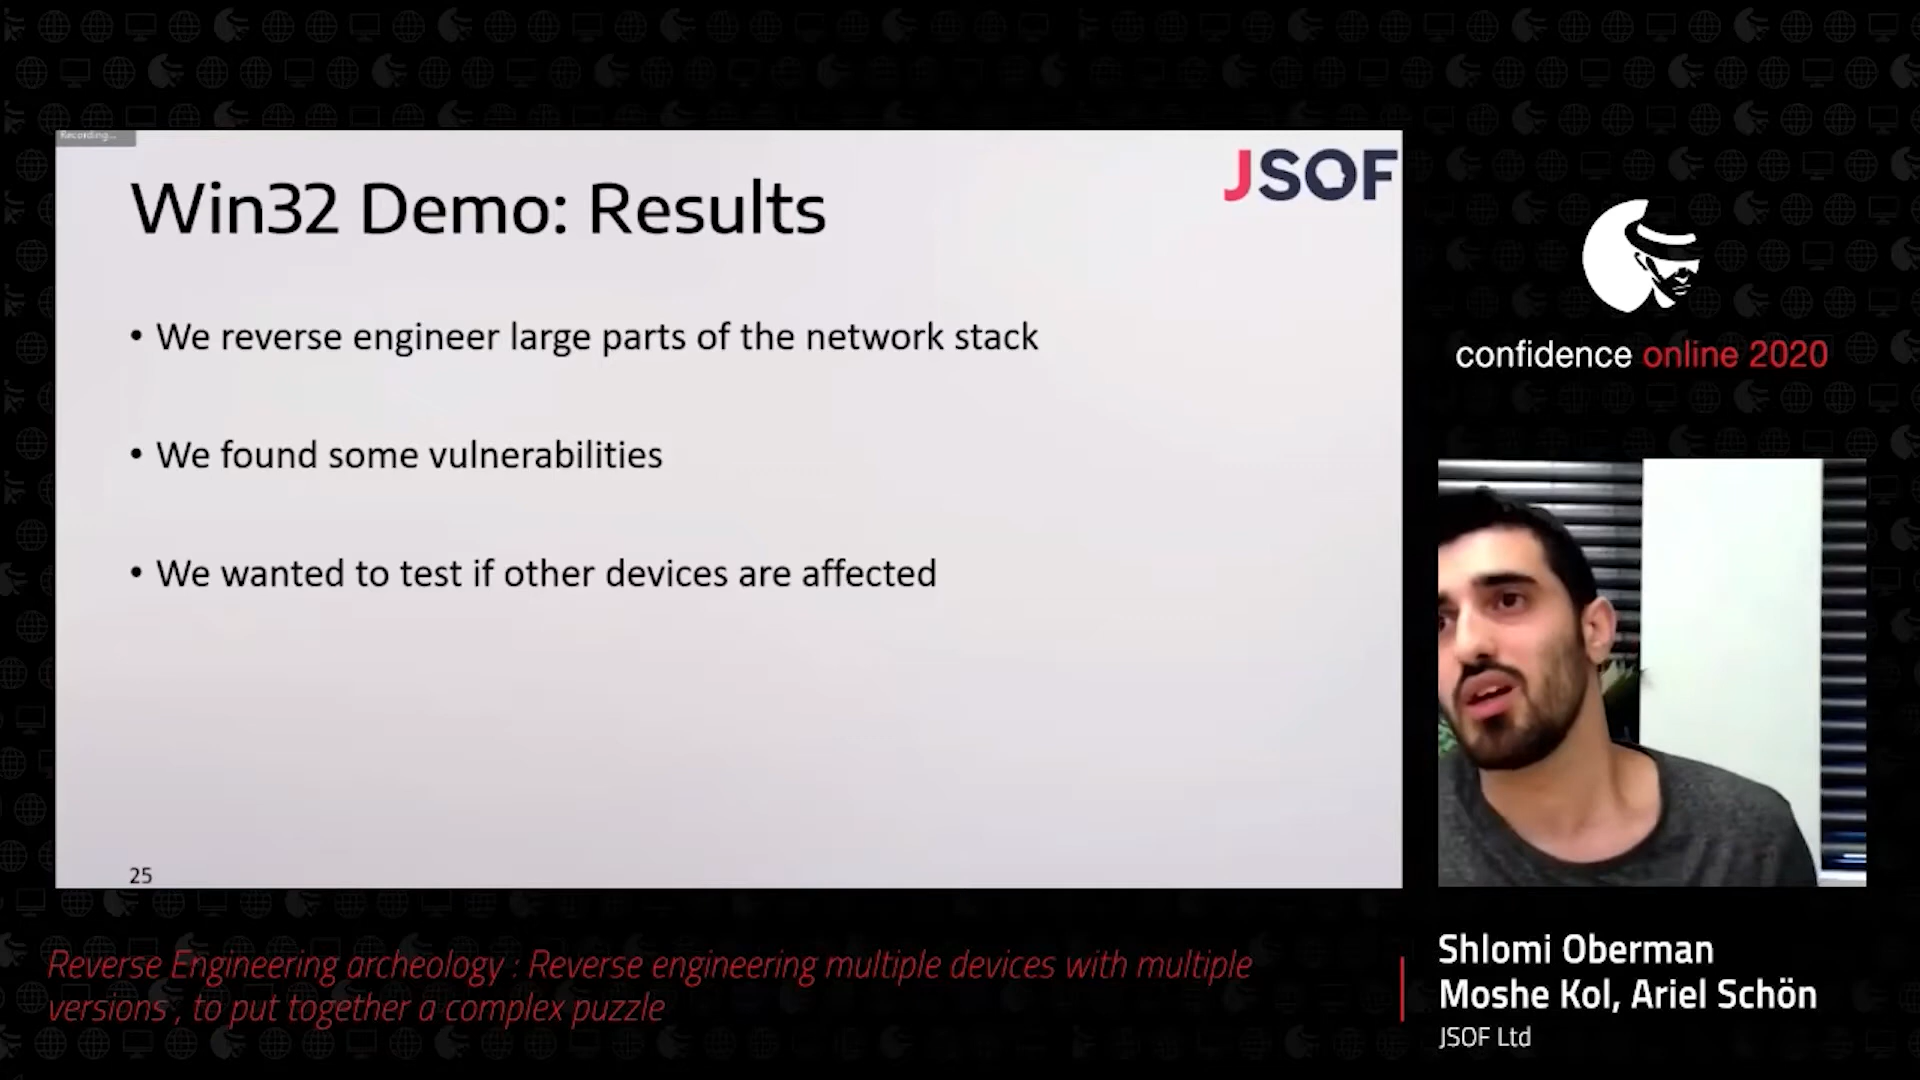 Recording...
JSOF
Win32 Demo: Results
• We reverse engineer large parts of the network stack
• We found some vulnerabilities
• We wanted to test if other devices are affected
25
confidence online 2020
Reverse Engineering archeology : Reverse engineering multiple devices with multiple
versions , to put together a complex puzzle
Shlomi Oberman
Moshe Kol, Ariel Schön
JSOF Ltd